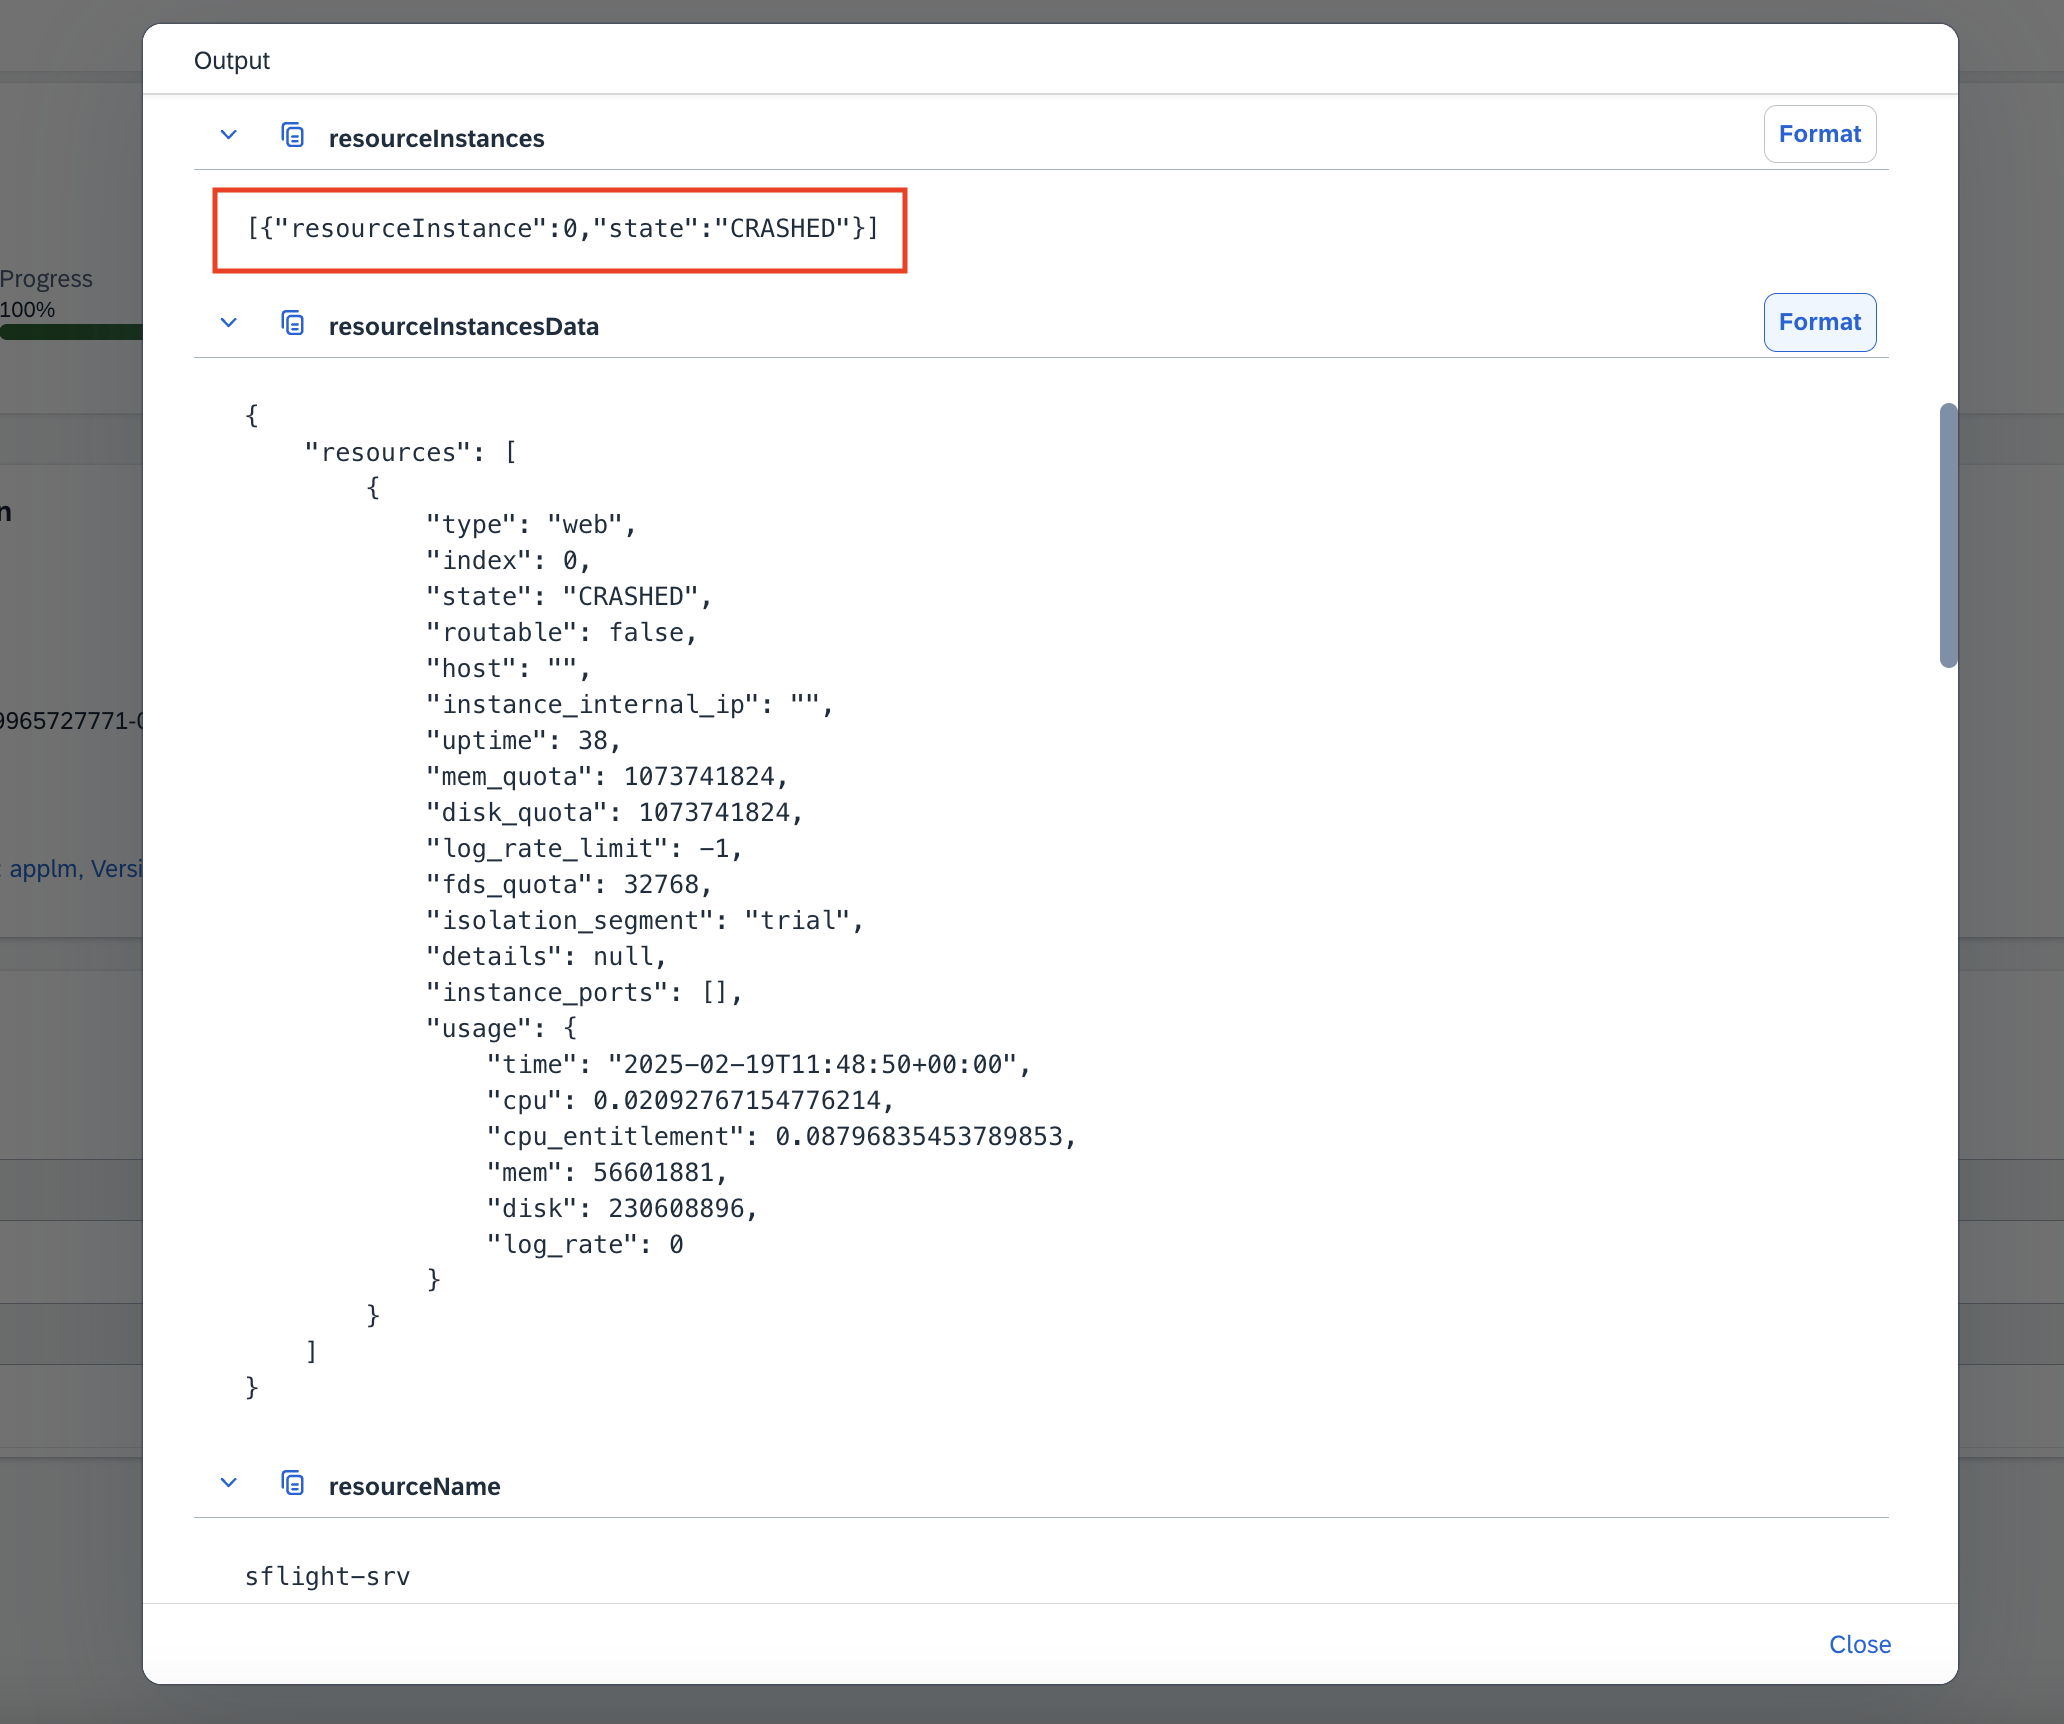 Output
resourceInstances
Format
[{"resourceInstance":0,"state":"CRASHED"}]
Progress
100%
resourceInstancesData
Format
{
"resources": [
{
"type": "web",
"index": 0,
"state": "CRASHED",
"routable": false,
"host": "",
"instance_internal_ip": "",
"uptime": 38,
"mem_quota": 1073741824,
"disk_quota": 1073741824,
"log_rate_limit": -1,
"fds_quota": 32768,
"isolation_segment": "trial",
"details": null,
"instance_ports": [],
"usage": {
"time": "2025-02-19T11:48:50+00:00",
"cpu": 0.02092767154776214,
"cpu_entitlement": 0.08796835453789853,
"mem": 56601881,
"disk": 230608896,
"log_rate": 0
}
}
]
}
n
9965727771-
: applm, Versi
resourceName
sflight-srv
Close